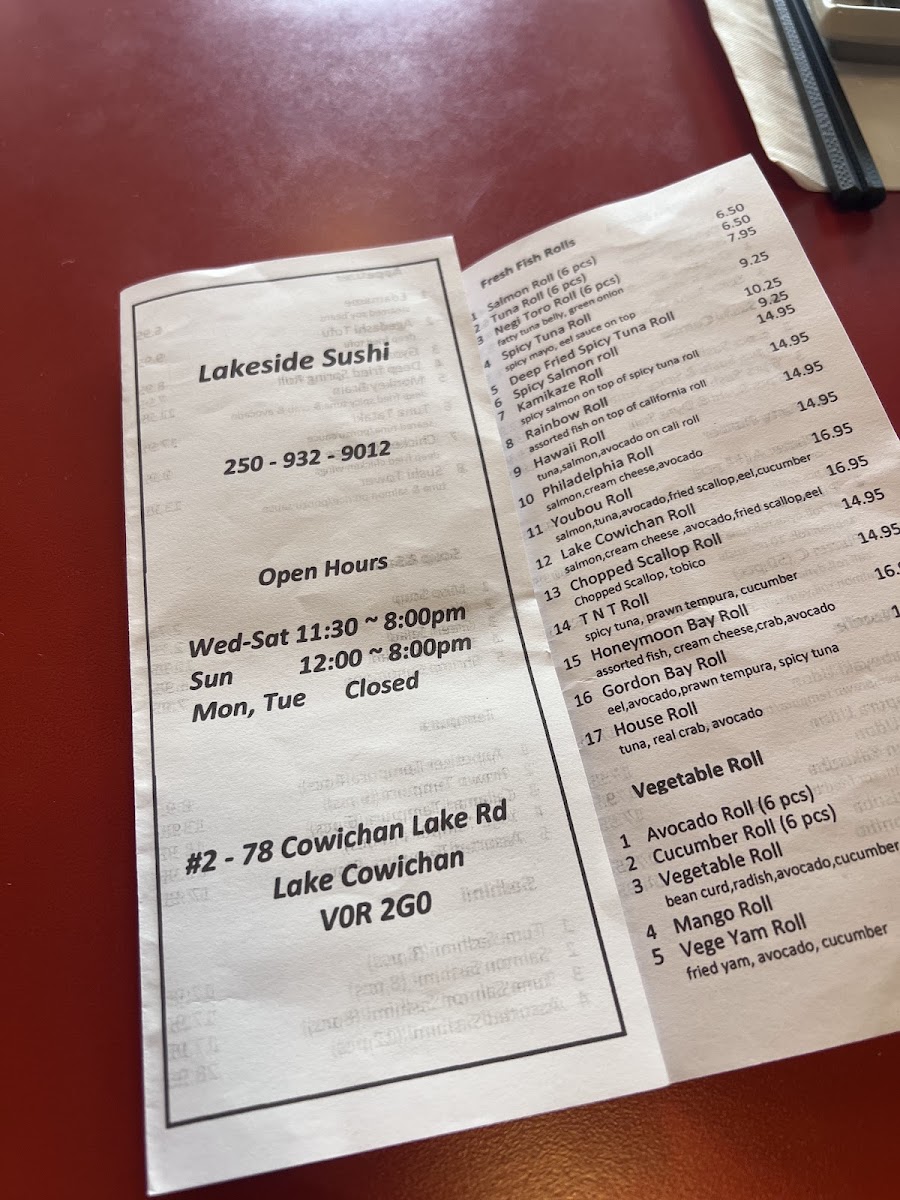 Lakeside Sushi
250 - 932 - 9012
Open Hours
Wed-Sat 11:30 ~ 8:00pm
Sun 12:00 ~ 8:00pm
Mon, Tue Closed
#2 - 78 Cowichan Lake Rd
Lake Cowichan
V0R 2G0
Fresh Fish Rolls
1 Salmon Roll (6 pcs) 6.50
2 Tuna Roll (6 pcs) 6.50
3 Negi Toro Roll (6 pcs) 7.95
fatty tuna belly, green onion
4 Spicy Tuna Roll 9.25
spicy mayo, eel sauce on top
5 Deep Fried Spicy Tuna Roll 10.25
6 Spicy Salmon roll 9.25
7 Kamikaze Roll 14.95
spicy salmon on top of spicy tuna roll
8 Rainbow Roll 14.95
assorted fish on top of california roll
9 Hawaii Roll 14.95
tuna,salmon,avocado on cali roll
10 Philadelphia Roll 14.95
salmon,cream cheese,avocado
11 Youbou Roll 16.95
salmon,tuna,avocado,fried scallop,eel,cucumber
12 Lake Cowichan Roll 16.95
salmon,cream cheese ,avocado,fried scallop,eel
13 Chopped Scallop Roll 14.95
Chopped Scallop, tobico
14 T N T Roll 14.95
spicy tuna, prawn tempura, cucumber
15 Honeymoon Bay Roll 16.
assorted fish, cream cheese,crab,avocado
16 Gordon Bay Roll
eel,avocado,prawn tempura, spicy tuna
17 House Roll
tuna, real crab, avocado
Vegetable Roll
1 Avocado Roll (6 pcs)
2 Cucumber Roll (6 pcs)
3 Vegetable Roll
bean curd,radish,avocado,cucumber
4 Mango Roll
5 Vege Yam Roll
fried yam, avocado, cucumber